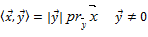 ⟨x⃗,y⃗⟩ = |y⃗| pr_y⃗ x⃗   y⃗ ≠ 0